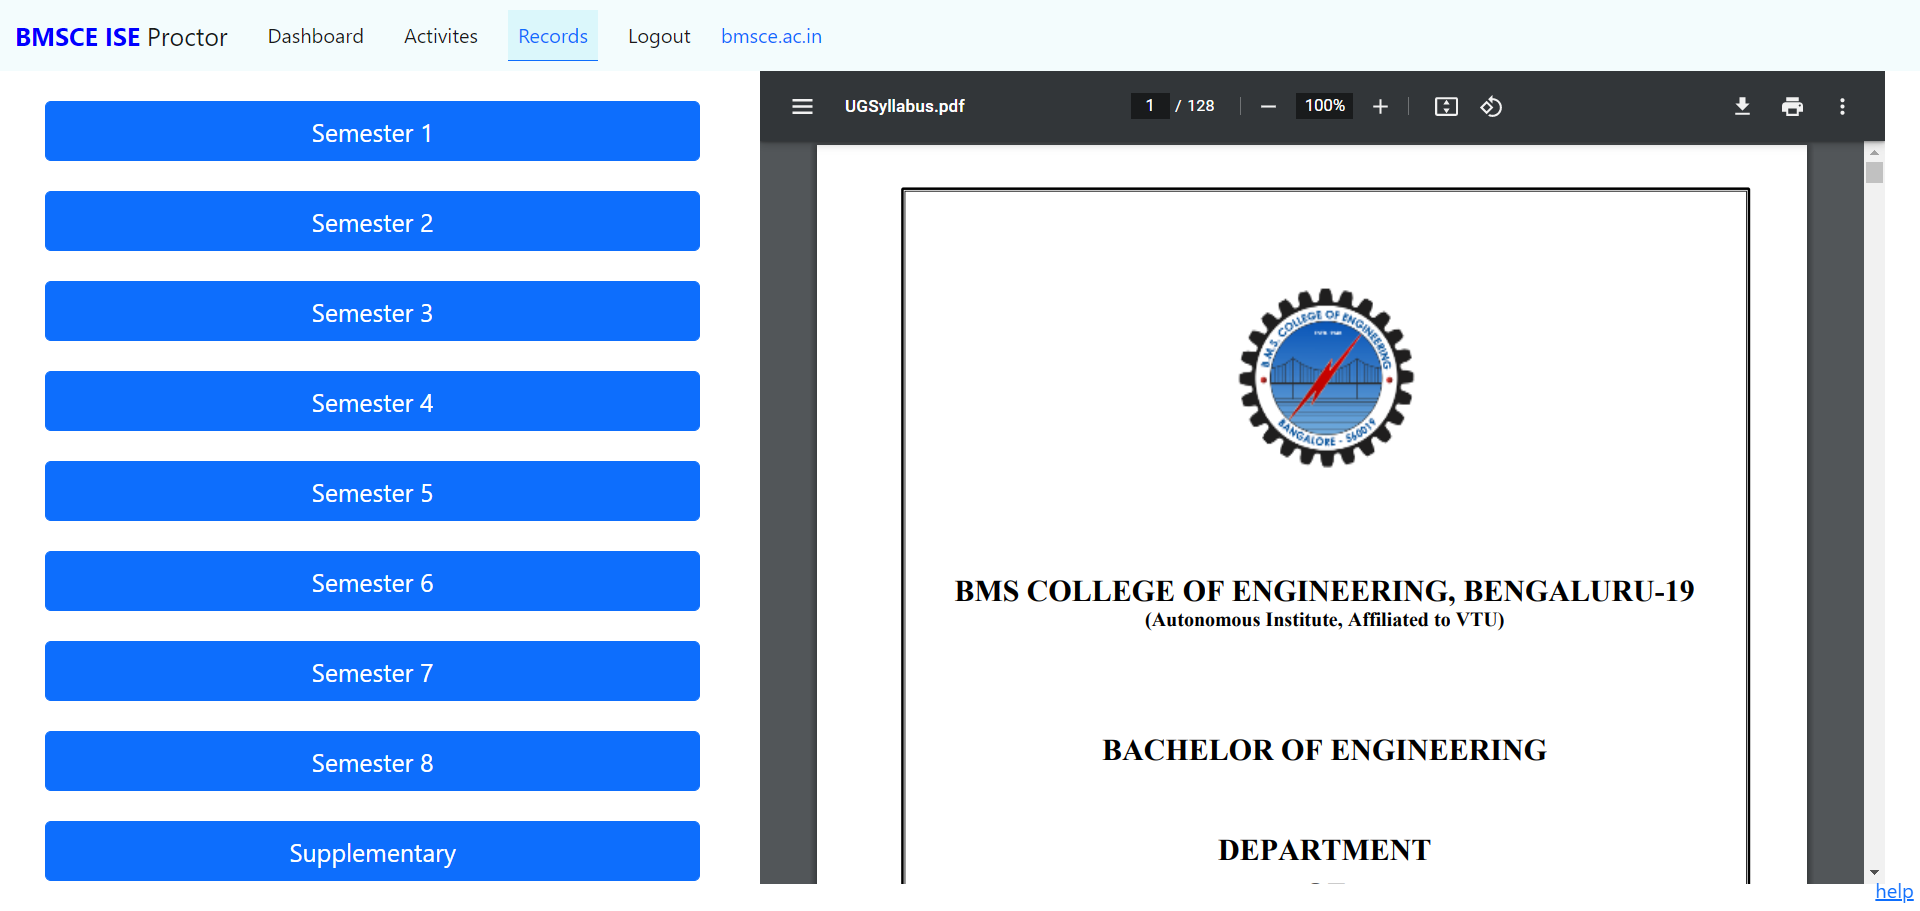 BMSCE ISE Proctor Dashboard Activites Records Logout bmsce.ac.in
Semester 1
Semester 2
Semester 3
Semester 4
Semester 5
Semester 6
Semester 7
Semester 8
Supplementary
UGSyllabus.pdf 1 / 128 100%
B.M.S. COLLEGE OF ENGINEERING
BANGALORE - 560019
BMS COLLEGE OF ENGINEERING, BENGALURU-19
(Autonomous Institute, Affiliated to VTU)
BACHELOR OF ENGINEERING
DEPARTMENT
help